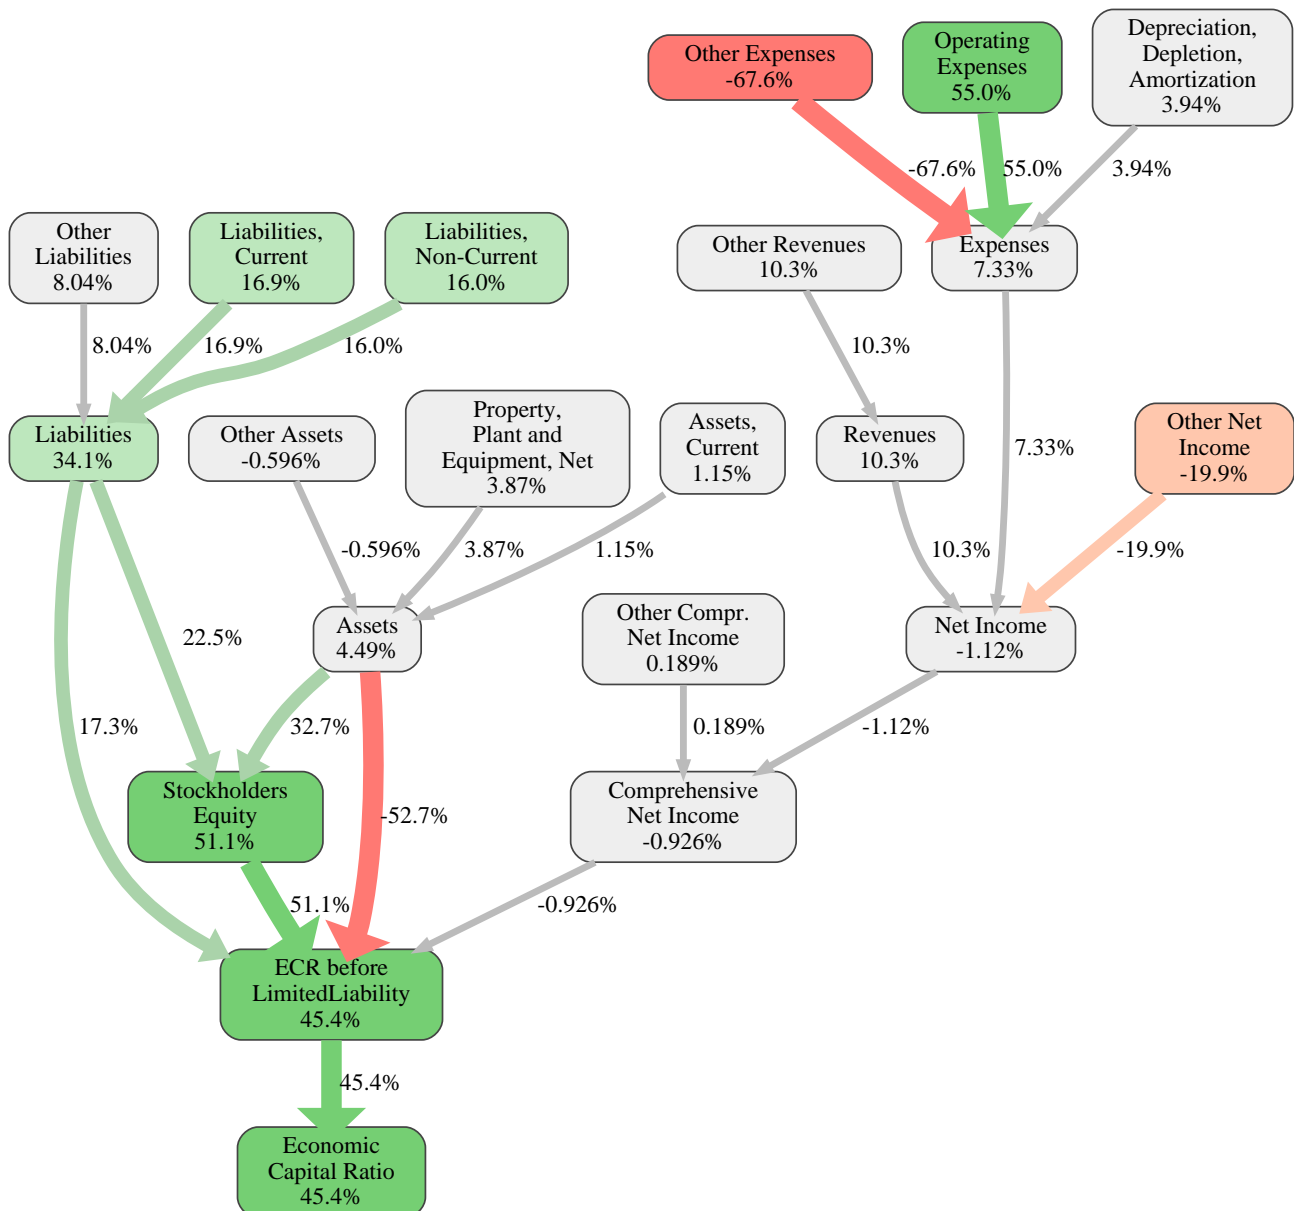 Other Expenses
-67.6%
Operating
Expenses
55.0%
Depreciation,
Depletion,
Amortization
3.94%
-67.6%
55.0%
3.94%
Other
Liabilities
8.04%
Liabilities,
Current
16.9%
Liabilities,
Non-Current
16.0%
Other Revenues
10.3%
Expenses
7.33%
8.04%
16.9%
16.0%
10.3%
Liabilities
34.1%
Other Assets
-0.596%
Property,
Plant and
Equipment, Net
3.87%
Assets,
Current
1.15%
Revenues
10.3%
7.33%
Other Net
Income
-19.9%
-0.596%
3.87%
1.15%
10.3%
-19.9%
22.5%
Assets
4.49%
Other Compr.
Net Income
0.189%
Net Income
-1.12%
17.3%
32.7%
0.189%
-1.12%
Stockholders
Equity
51.1%
-52.7%
Comprehensive
Net Income
-0.926%
51.1%
-0.926%
ECR before
LimitedLiability
45.4%
45.4%
Economic
Capital Ratio
45.4%